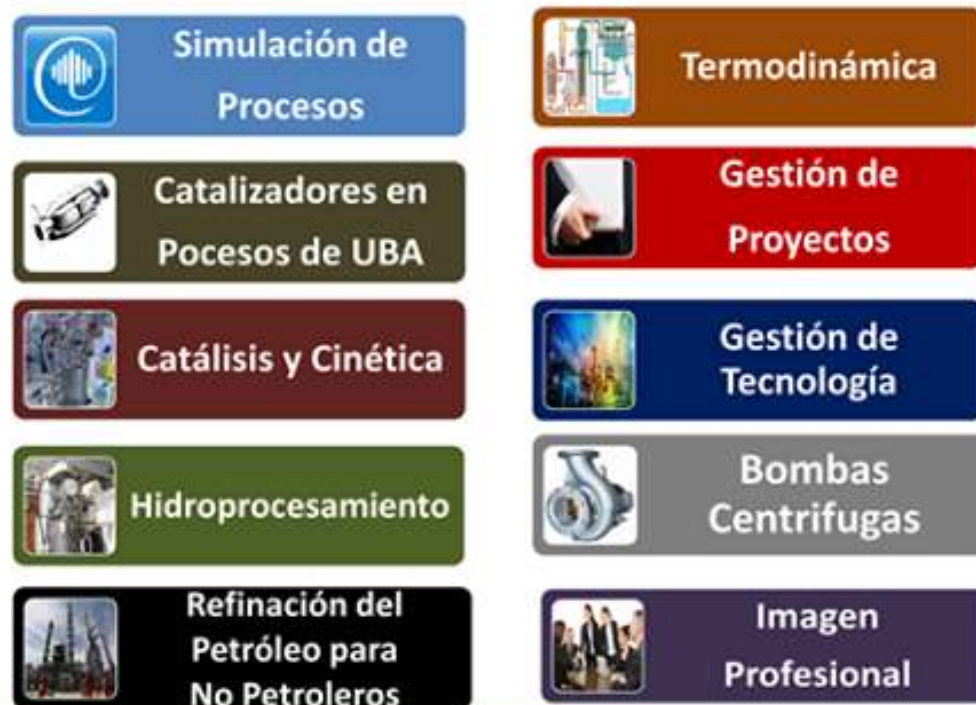 Simulación de
Procesos
Catalizadores en
Pocesos de UBA
Catálisis y Cinética
Hidroprocesamiento
Refinación del
Petróleo para
No Petroleros
Termodinámica
Gestión de
Proyectos
Gestión de
Tecnología
Bombas
Centrifugas
Imagen
Profesional